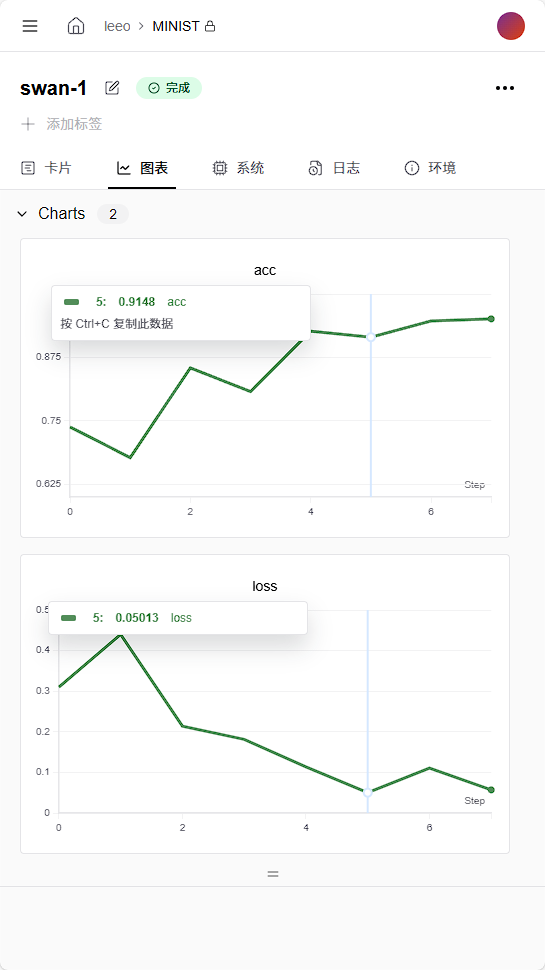 leeo > MINIST
swan-1 完成
添加标签
卡片 图表 系统 日志 环境
Charts 2
acc
5: 0.9148 acc
按 Ctrl+C 复制此数据
0.875
0.75
0.625
Step
0 2 4 6
loss
0.5
5: 0.05013 loss
0.4
0.3
0.2
0.1
Step
0
0 2 4 6